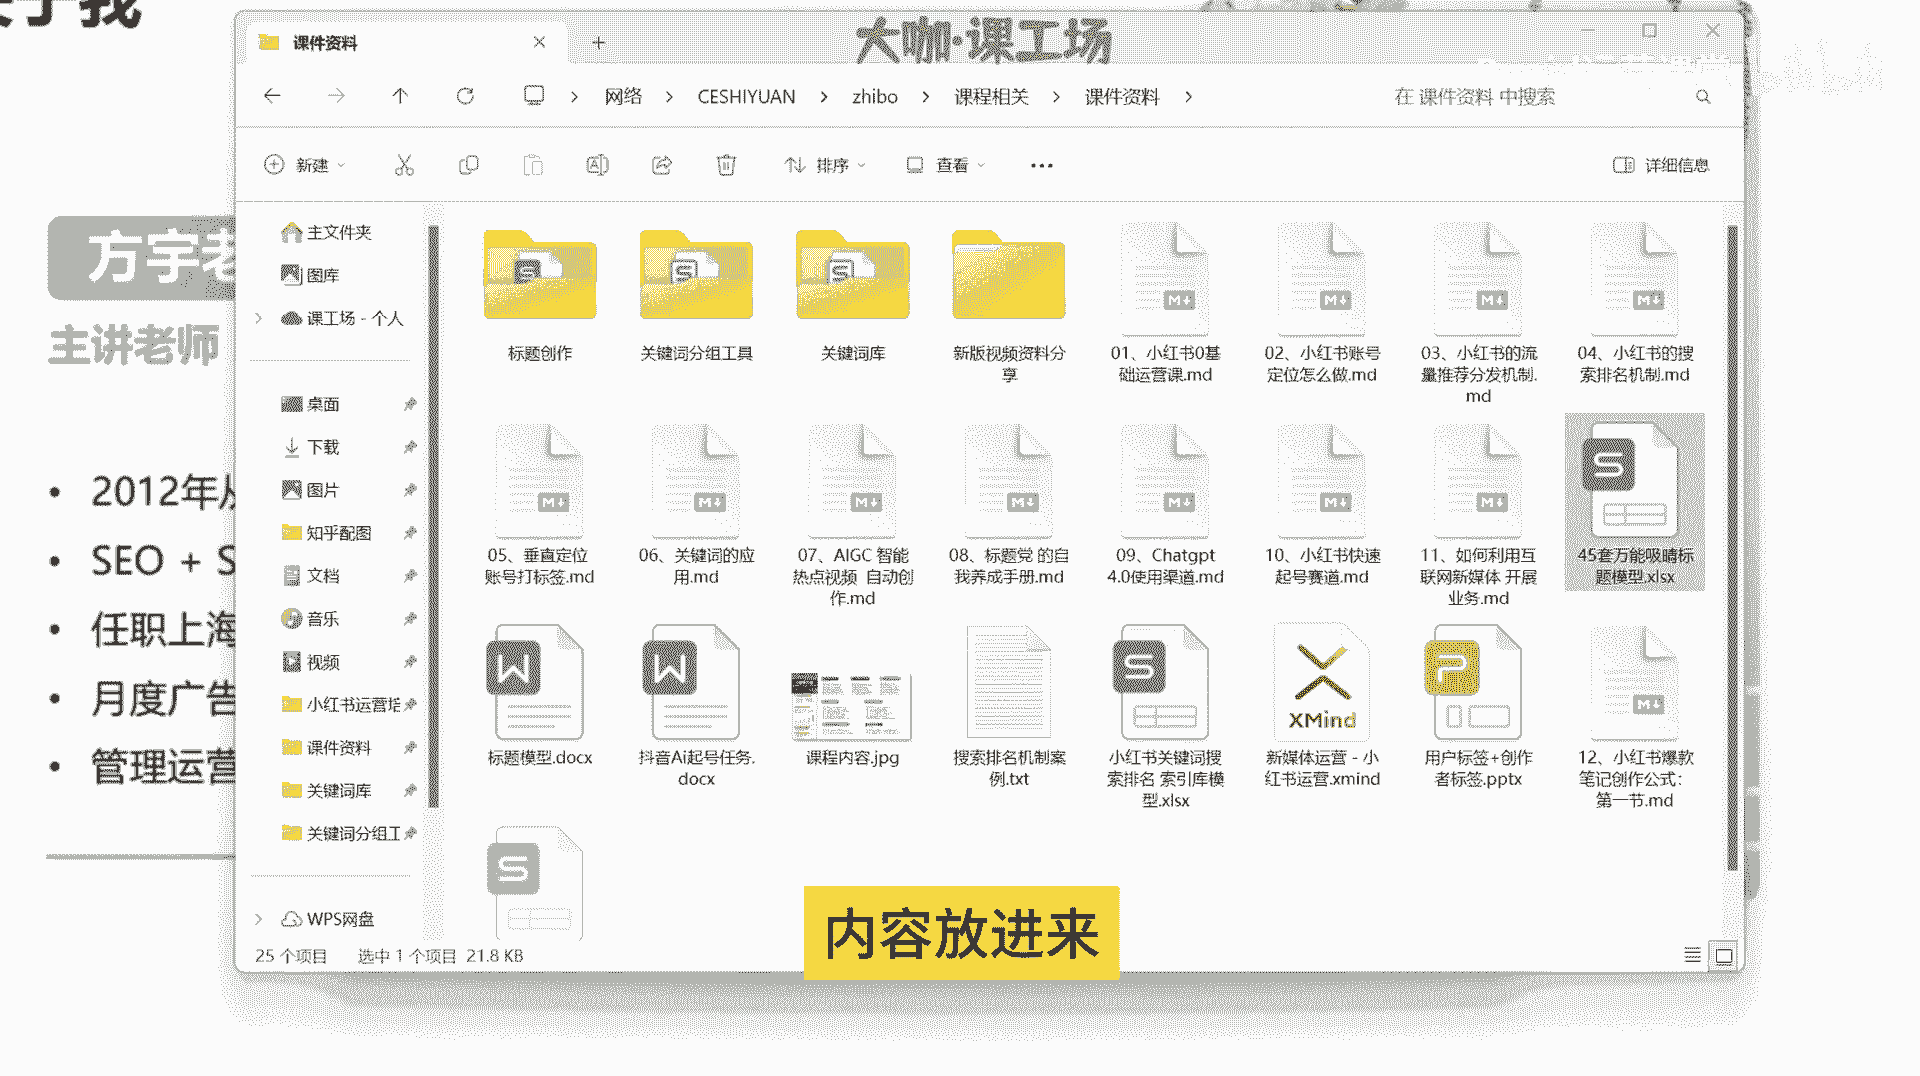 关于我
大咖·课工场
课件资料
网络
CESHIYUAN
zhibo
课程相关
课件资料
在 课件资料 中搜索
新建
排序
查看
详细信息
方宇老
主讲老师
2012年从
SEO + S
任职上海
月度广告
管理运营
主文件夹
图库
课工场 - 个人
桌面
下载
图片
知乎配图
文档
音乐
视频
小红书运营培
课件资料
关键词库
关键词分组工
WPS网盘
标题创作
关键词分组工具
关键词库
新版视频资料分
享
01、小红书0基
础运营课.md
02、小红书账号
定位怎么做.md
03、小红书的流
量推荐分发机制.
md
04、小红书的搜
索排名机制.md
05、垂直定位
账号打标签.md
06、关键词的应
用.md
07、AIGC 智能
热点视频 自动创
作.md
08、标题党 的自
我养成手册.md
09、Chatgpt
4.0使用渠道.md
10、小红书快速
起号赛道.md
11、如何利用互
联网新媒体 开展
业务.md
45套万能吸睛标
题模型.xlsx
标题模型.docx
抖音Ai起号任务.
docx
课程内容.jpg
搜索排名机制案
例.txt
小红书关键词搜
索排名 索引库模
型.xlsx
XMind
新媒体运营 - 小
红书运营.xmind
用户标签+创作
者标签.pptx
12、小红书爆款
笔记创作公式:
第一节.md
内容放进来
25 个项目
选中 1 个项目 21.8 KB